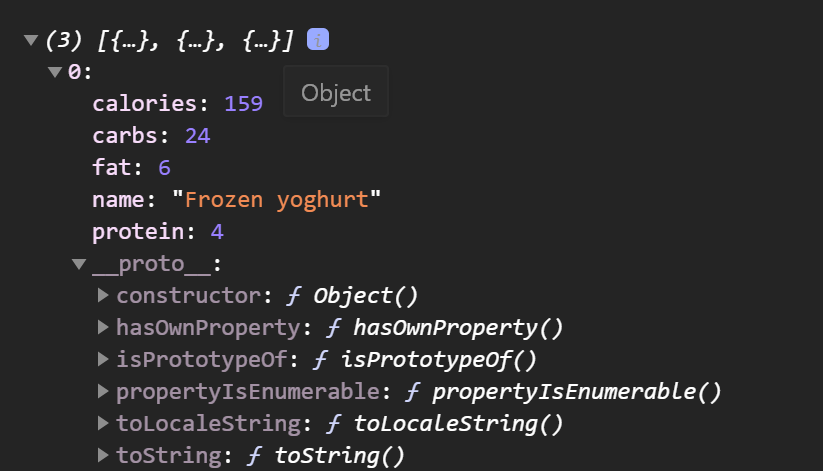 (3) [{…}, {…}, {…}] i
0:
Object
calories: 159
carbs: 24
fat: 6
name: "Frozen yoghurt"
protein: 4
__proto__:
constructor: ƒ Object()
hasOwnProperty: ƒ hasOwnProperty()
isPrototypeOf: ƒ isPrototypeOf()
propertyIsEnumerable: ƒ propertyIsEnumerable()
toLocaleString: ƒ toLocaleString()
toString: ƒ toString()